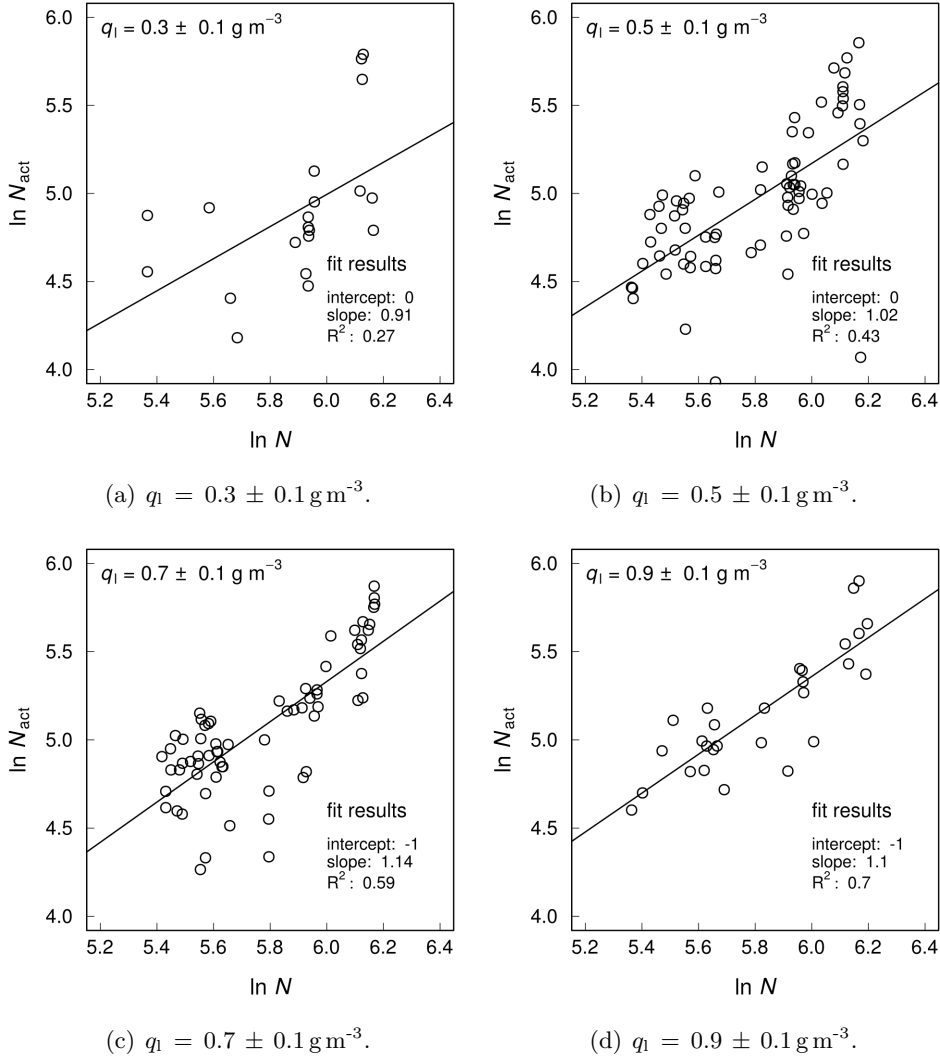 q_l = 0.3 ± 0.1 g m⁻³
6.0
5.5
5.0
4.5
4.0
ln N_act
fit results
intercept: 0
slope: 0.91
R²: 0.27
5.2 5.4 5.6 5.8 6.0 6.2 6.4
ln N
(a) q_l = 0.3 ± 0.1 g m⁻³.
q_l = 0.5 ± 0.1 g m⁻³
6.0
5.5
5.0
4.5
4.0
ln N_act
fit results
intercept: 0
slope: 1.02
R²: 0.43
5.2 5.4 5.6 5.8 6.0 6.2 6.4
ln N
(b) q_l = 0.5 ± 0.1 g m⁻³.
q_l = 0.7 ± 0.1 g m⁻³
6.0
5.5
5.0
4.5
4.0
ln N_act
fit results
intercept: -1
slope: 1.14
R²: 0.59
5.2 5.4 5.6 5.8 6.0 6.2 6.4
ln N
(c) q_l = 0.7 ± 0.1 g m⁻³.
q_l = 0.9 ± 0.1 g m⁻³
6.0
5.5
5.0
4.5
4.0
ln N_act
fit results
intercept: -1
slope: 1.1
R²: 0.7
5.2 5.4 5.6 5.8 6.0 6.2 6.4
ln N
(d) q_l = 0.9 ± 0.1 g m⁻³.